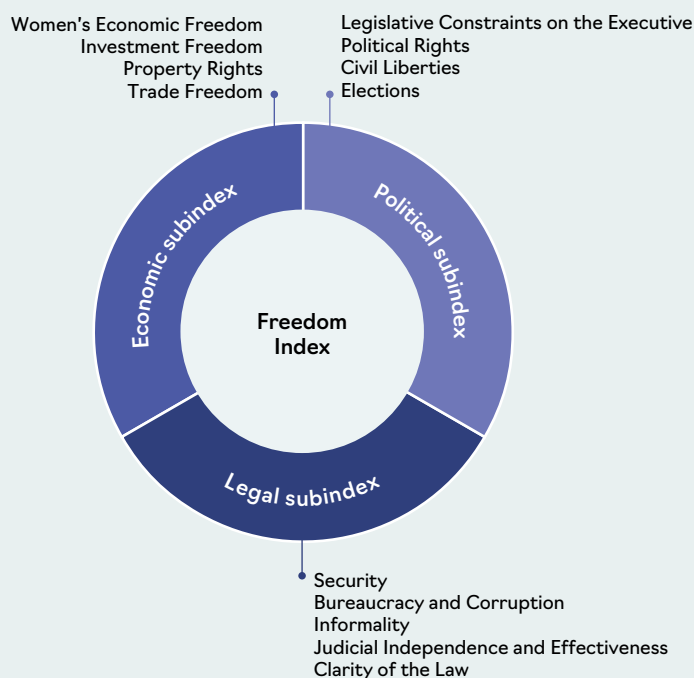 Women's Economic Freedom
Investment Freedom
Property Rights
Trade Freedom
Legislative Constraints on the Executive
Political Rights
Civil Liberties
Elections
Economic subindex
Political subindex
Freedom
Index
Legal subindex
Security
Bureaucracy and Corruption
Informality
Judicial Independence and Effectiveness
Clarity of the Law